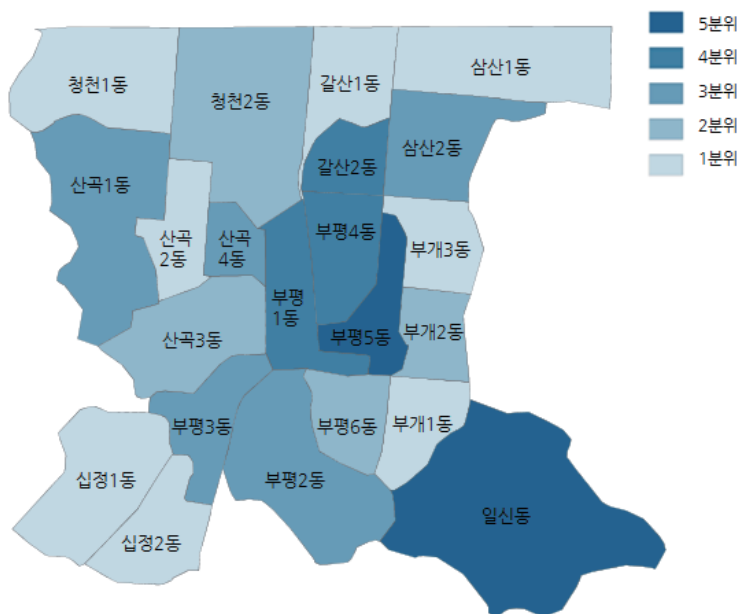 5분위
4분위
3분위
2분위
1분위
청천1동
청천2동
갈산1동
삼산1동
산곡1동
갈산2동
삼산2동
산곡
2동
산곡
4동
부평4동
부개3동
부평
1동
산곡3동
부평5동
부개2동
부평3동
부평6동
부개1동
십정1동
부평2동
십정2동
일신동